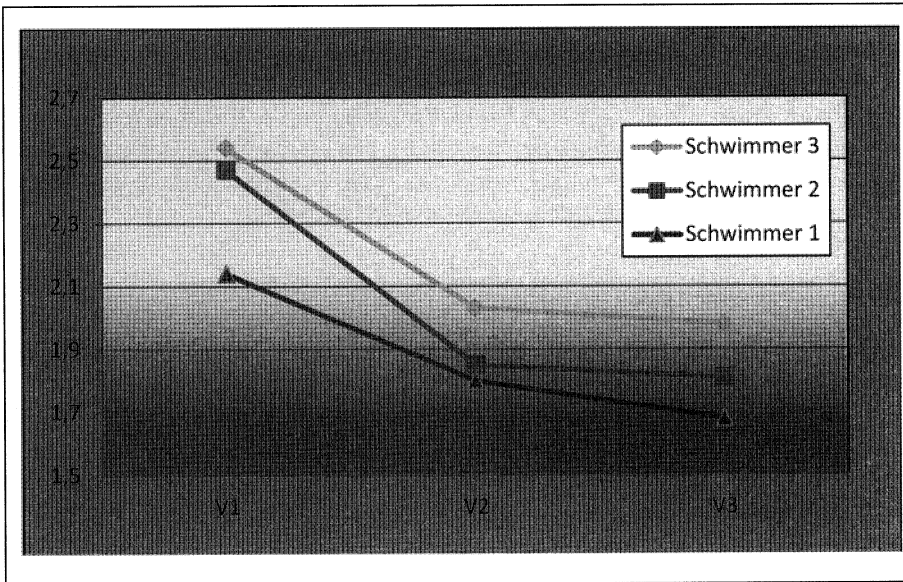 2,7
2,5
2,3
2,1
1,9
1,7
1,5
V1 V2 V3
Schwimmer 3
Schwimmer 2
Schwimmer 1